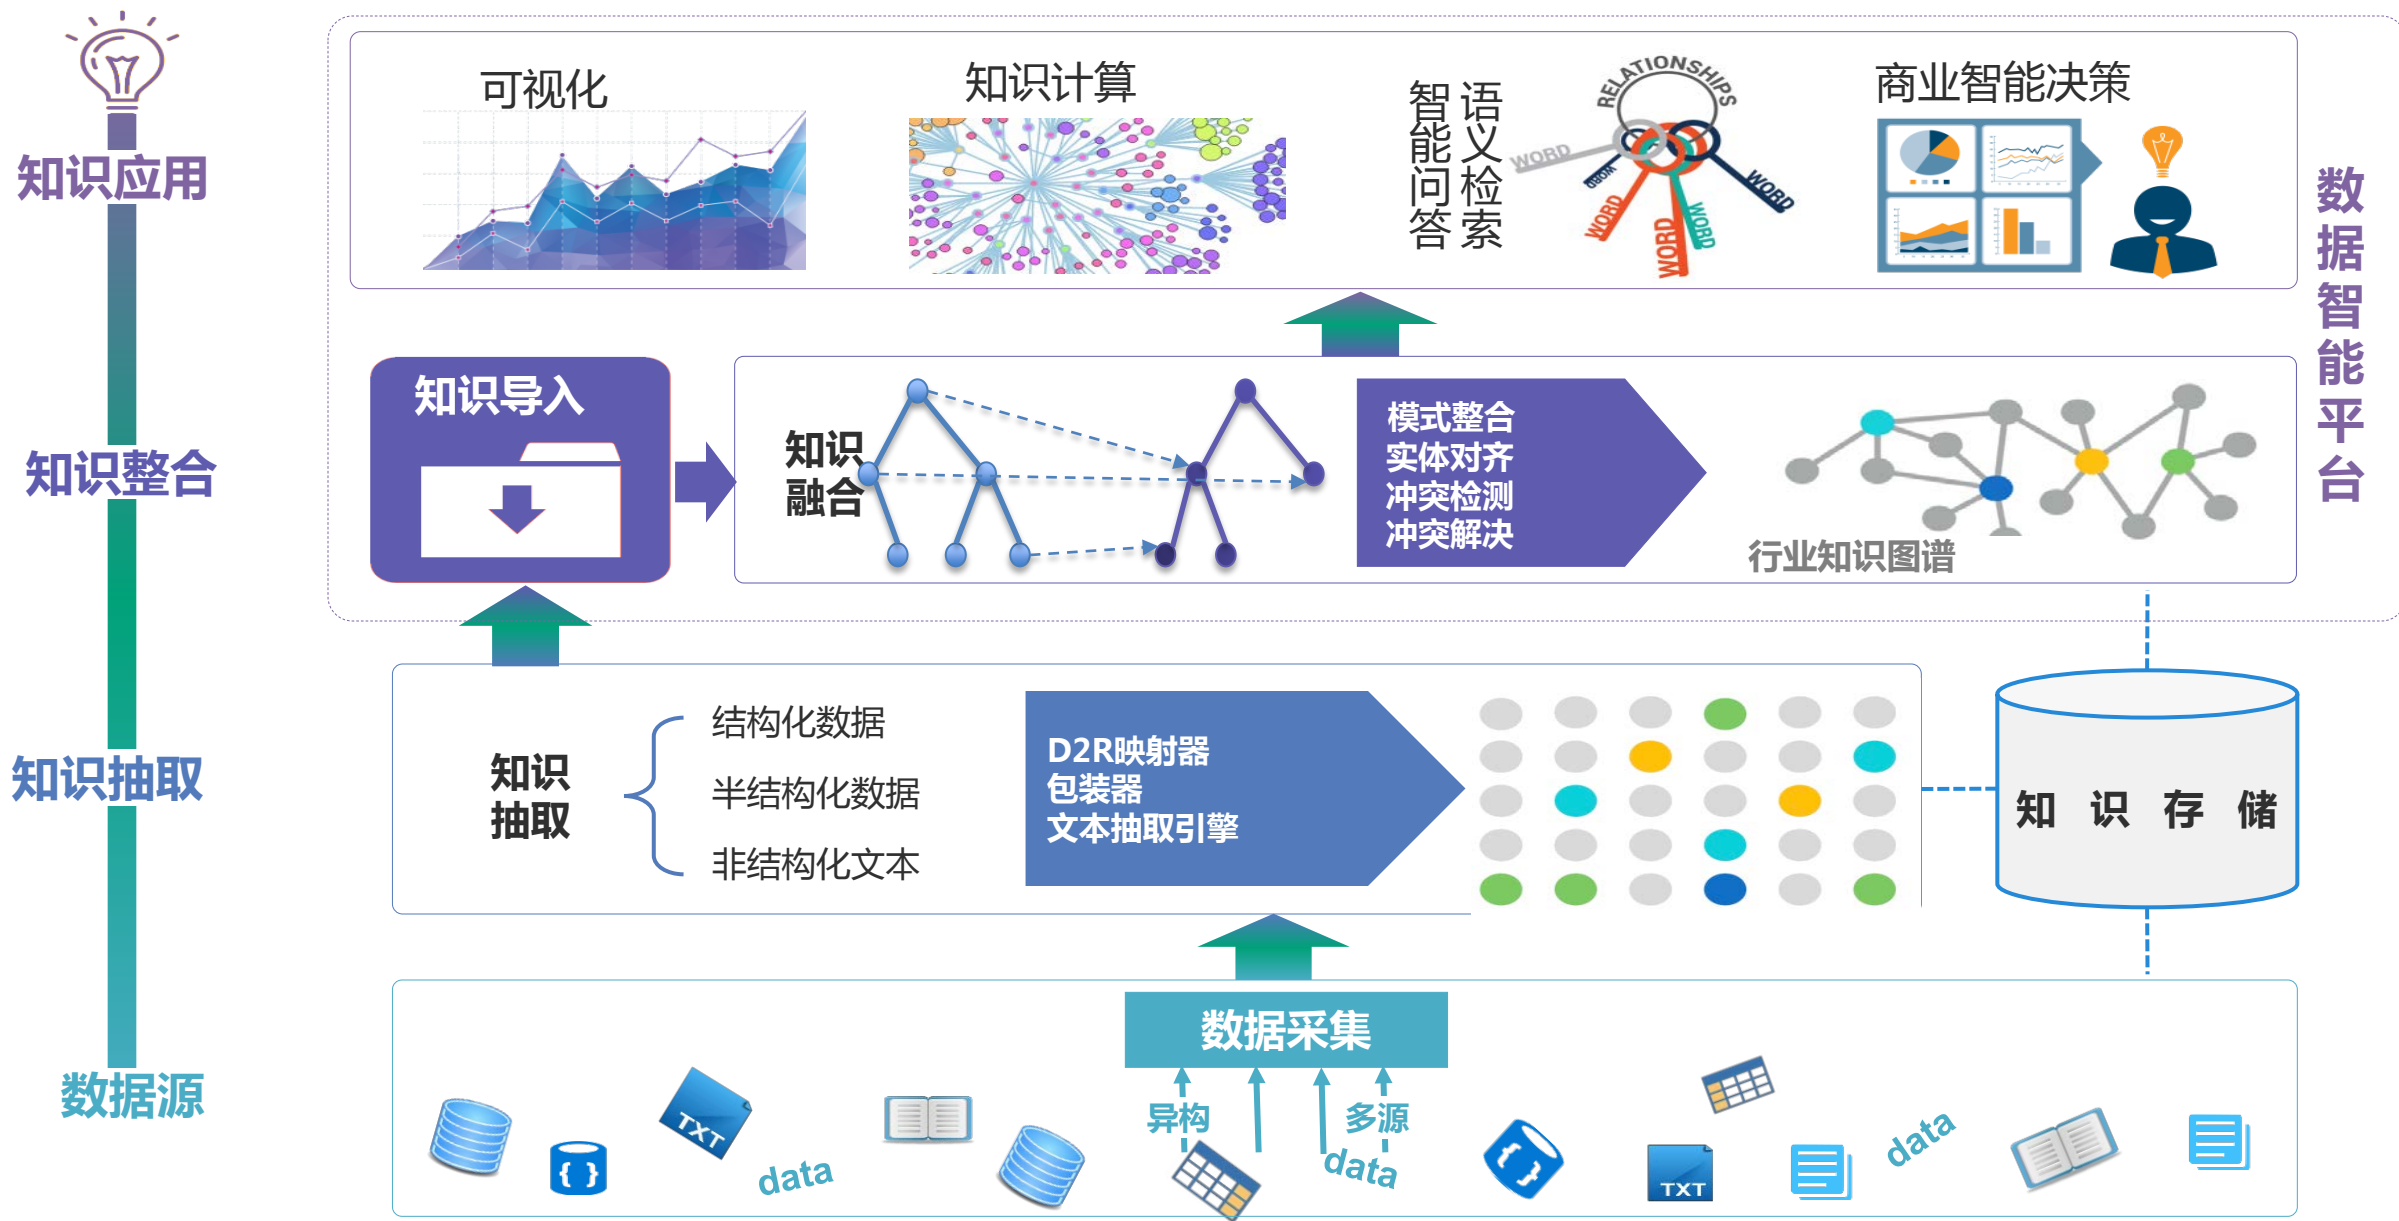 知识应用
知识整合
知识抽取
数据源
可视化
知识计算
智能问答
语义检索
RELATIONSHIPS
WORD
WORD
WORD
WORD
WORD
WORD
商业智能决策
数据智能平台
知识导入
知识
融合
模式整合
实体对齐
冲突检测
冲突解决
行业知识图谱
知识
抽取
结构化数据
半结构化数据
非结构化文本
D2R映射器
包装器
文本抽取引擎
知 识 存 储
数据采集
异构
多源
TXT
data
data
TXT
data
{ }
{ }